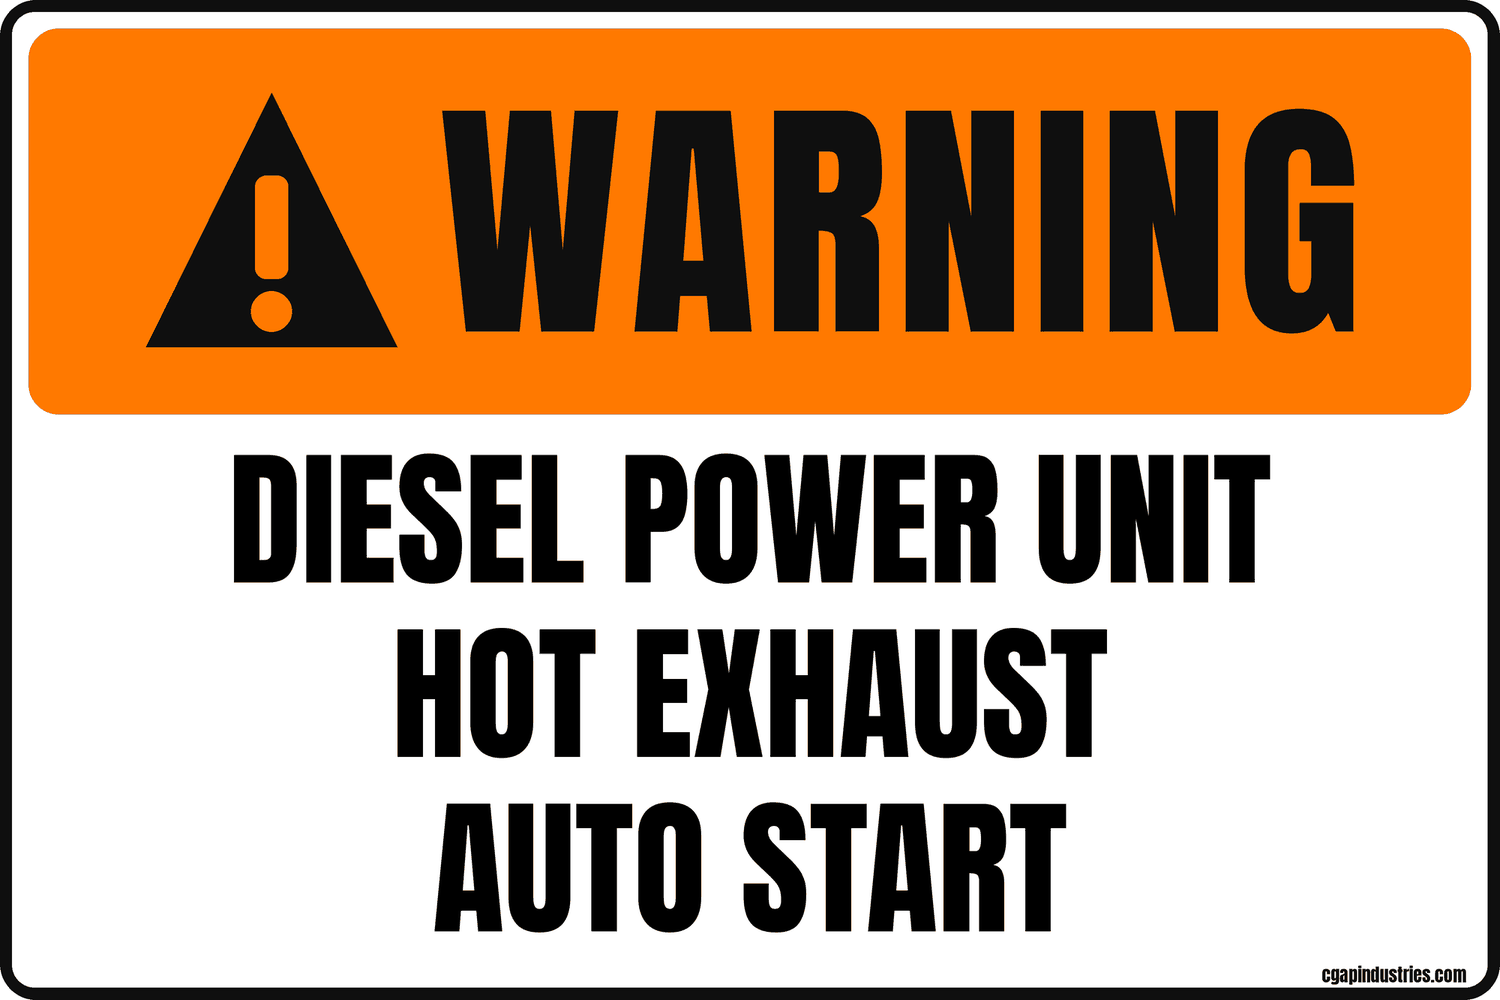 WARNING
DIESEL POWER UNIT
HOT EXHAUST
AUTO START
cgapindustries.com